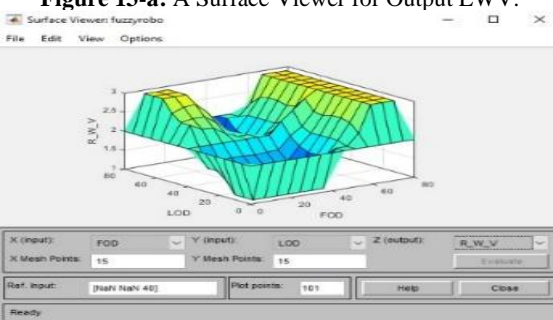 Figure 15-a: A Surface Viewer for Output LWV.
Surface Viewer: fuzzyrobo
File Edit View Options
3
2.5
2
1.5
1
R_W_V
80
60
40
20
0
LOD
0
20
40
60
80
FOD
X (input): FOD Y (input): LOD Z (output): R_W_V
X Mesh Points: 15 Y Mesh Points: 15 Evaluate
Ref. Input: [NaN NaN 40] Plot points: 101 Help Close
Ready